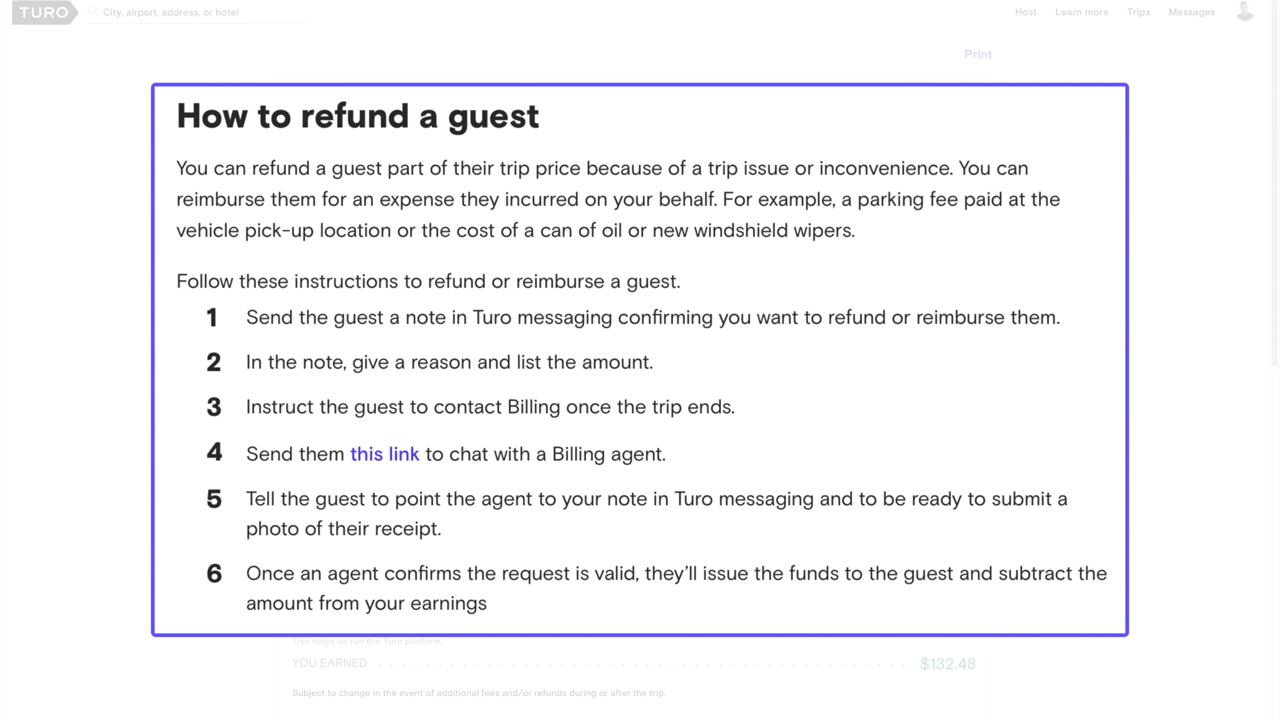 TURO
City, airport, address, or hotel
Host Learn more Trips Messages
Print
How to refund a guest
You can refund a guest part of their trip price because of a trip issue or inconvenience. You can
reimburse them for an expense they incurred on your behalf. For example, a parking fee paid at the
vehicle pick-up location or the cost of a can of oil or new windshield wipers.
Follow these instructions to refund or reimburse a guest.
1 Send the guest a note in Turo messaging confirming you want to refund or reimburse them.
2 In the note, give a reason and list the amount.
3 Instruct the guest to contact Billing once the trip ends.
4 Send them this link to chat with a Billing agent.
5 Tell the guest to point the agent to your note in Turo messaging and to be ready to submit a
photo of their receipt.
6 Once an agent confirms the request is valid, they’ll issue the funds to the guest and subtract the
amount from your earnings
This helps us run the Turo platform.
YOU EARNED $132.48
Subject to change in the event of additional fees and/or refunds during or after the trip.